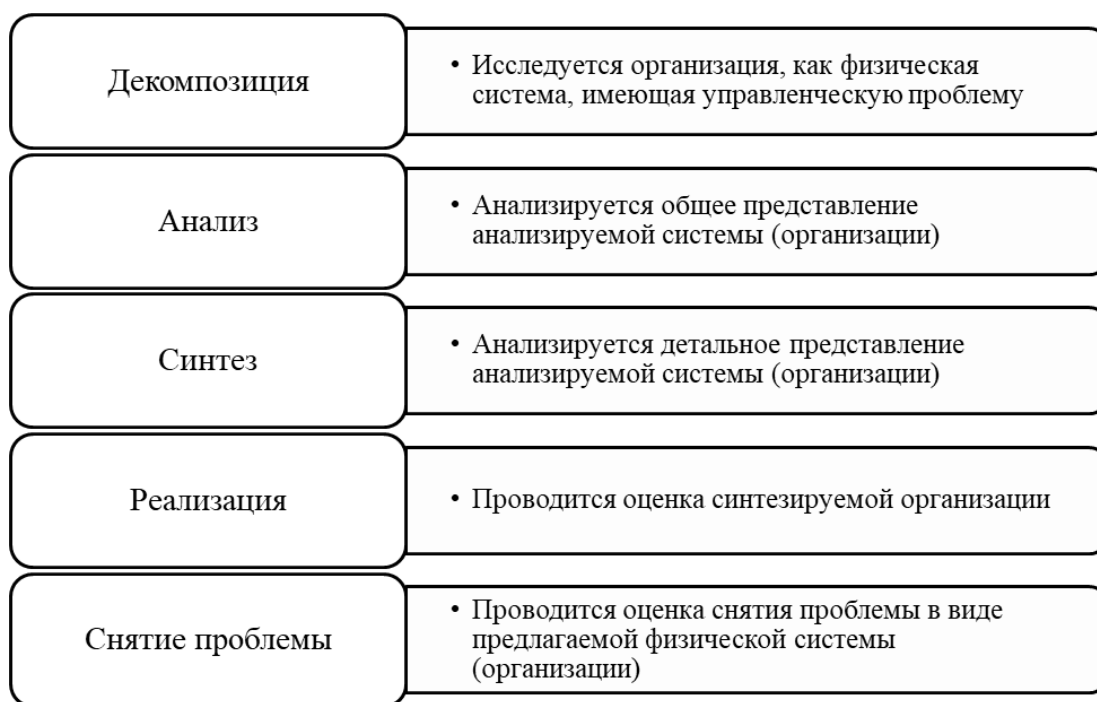 Декомпозиция
• Исследуется организация, как физическая
система, имеющая управленческую проблему
Анализ
• Анализируется общее представление
анализируемой системы (организации)
Синтез
• Анализируется детальное представление
анализируемой системы (организации)
Реализация
• Проводится оценка синтезируемой организации
Снятие проблемы
• Проводится оценка снятия проблемы в виде
предлагаемой физической системы
(организации)